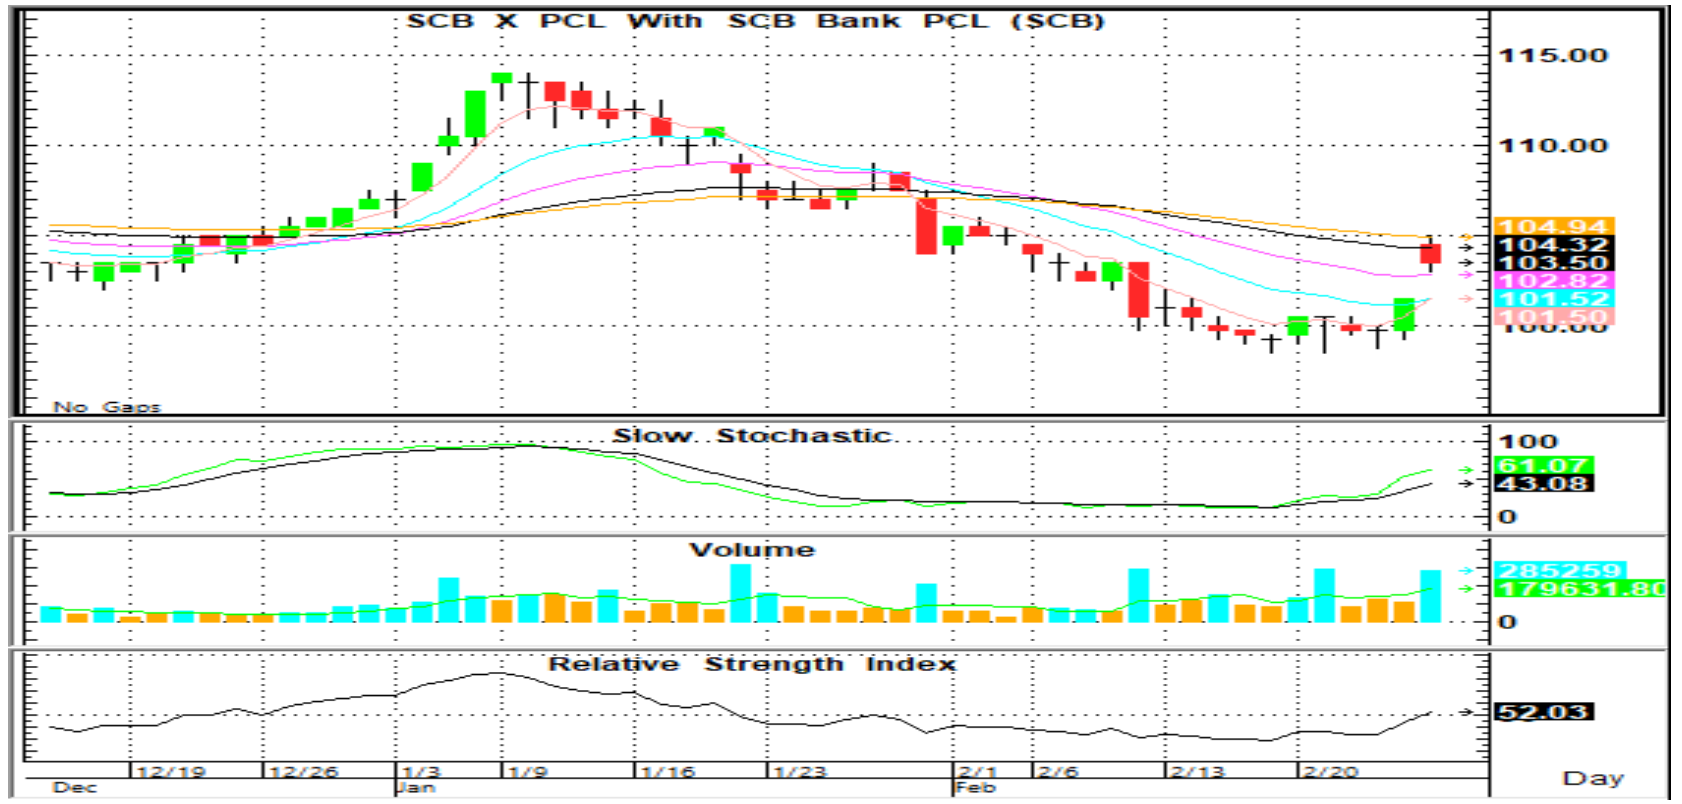 SCB X PCL With SCB Bank PCL (SCB)
115.00
110.00
104.94
104.32
103.50
102.82
101.52
101.50
100.00
No Gaps
Slow Stochastic
100
61.07
43.08
0
Volume
285259
179631.80
0
Relative Strength Index
52.03
12/19 12/26 1/3 1/9 1/16 1/23 2/1 2/6 2/13 2/20
Dec Jan Feb
Day